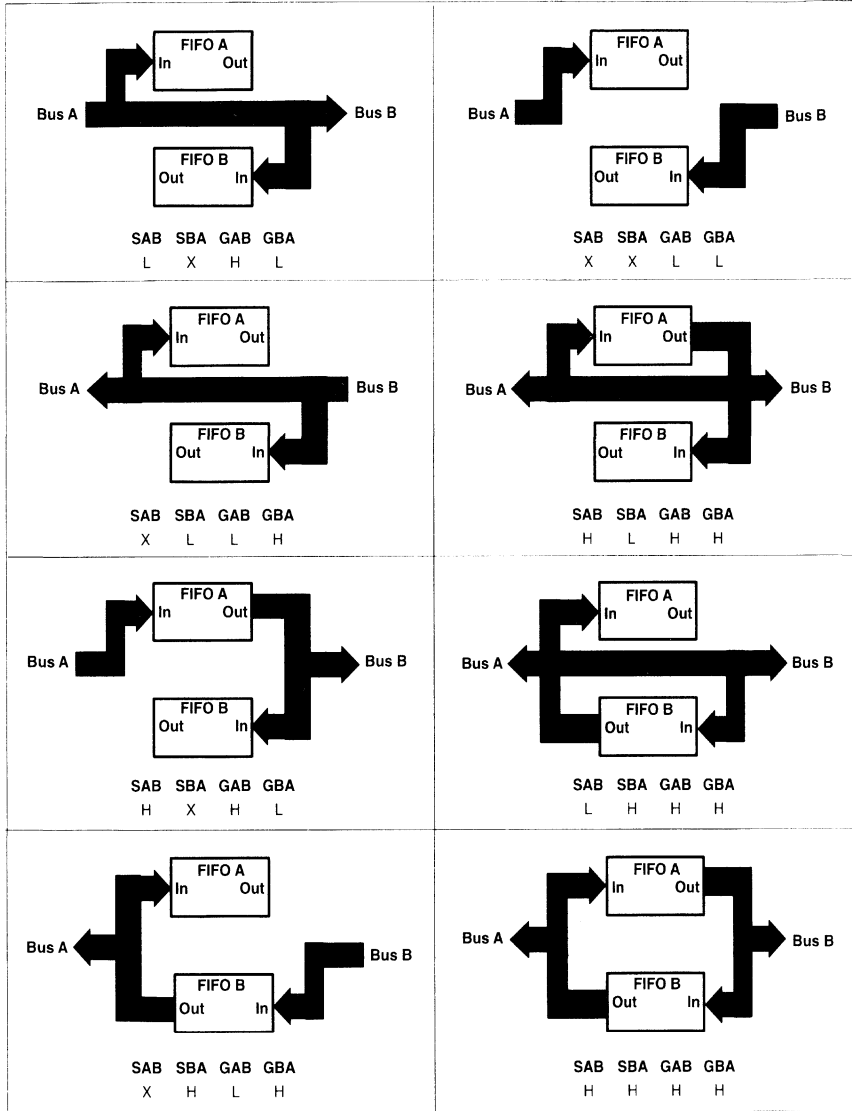 FIFO A
In Out
Bus A Bus B
FIFO B
Out In
SAB SBA GAB GBA
L X H L
FIFO A
In Out
Bus A Bus B
FIFO B
Out In
SAB SBA GAB GBA
X X L L
FIFO A
In Out
Bus A Bus B
FIFO B
Out In
SAB SBA GAB GBA
X L L H
FIFO A
In Out
Bus A Bus B
FIFO B
Out In
SAB SBA GAB GBA
H L H H
FIFO A
In Out
Bus A Bus B
FIFO B
Out In
SAB SBA GAB GBA
H X H L
FIFO A
In Out
Bus A Bus B
FIFO B
Out In
SAB SBA GAB GBA
L H H H
FIFO A
In Out
Bus A Bus B
FIFO B
Out In
SAB SBA GAB GBA
X H L H
FIFO A
In Out
Bus A Bus B
FIFO B
Out In
SAB SBA GAB GBA
H H H H